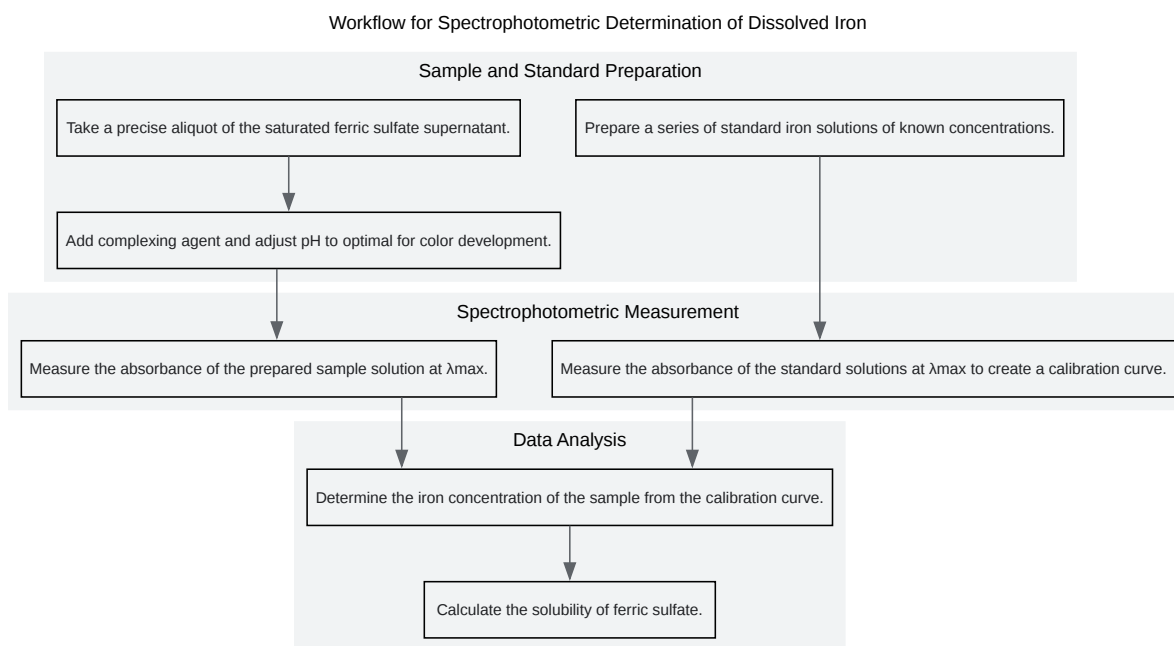 Workflow for Spectrophotometric Determination of Dissolved Iron
Sample and Standard Preparation
Take a precise aliquot of the saturated ferric sulfate supernatant.
Prepare a series of standard iron solutions of known concentrations.
Add complexing agent and adjust pH to optimal for color development.
Spectrophotometric Measurement
Measure the absorbance of the prepared sample solution at λmax.
Measure the absorbance of the standard solutions at λmax to create a calibration curve.
Data Analysis
Determine the iron concentration of the sample from the calibration curve.
Calculate the solubility of ferric sulfate.